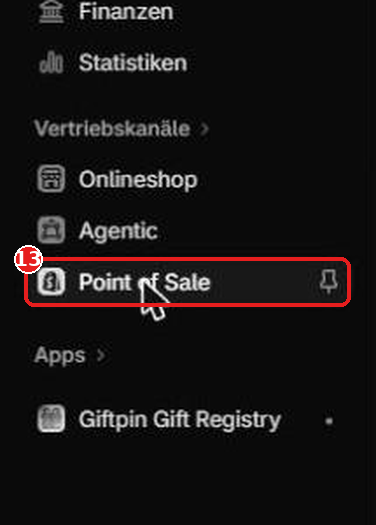 Finanzen
Statistiken
Vertriebskanäle
Onlineshop
Agentic
13
Point of Sale
Apps
Giftpin Gift Registry